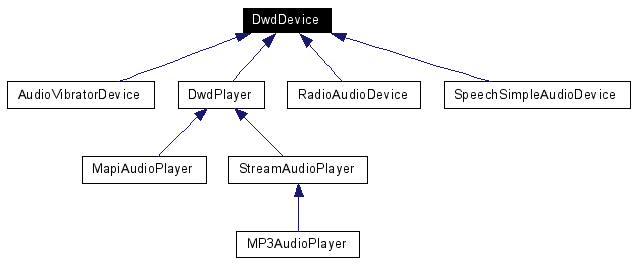 DwdDevice
AudioVibratorDevice
DwdPlayer
RadioAudioDevice
SpeechSimpleAudioDevice
MapiAudioPlayer
StreamAudioPlayer
MP3AudioPlayer